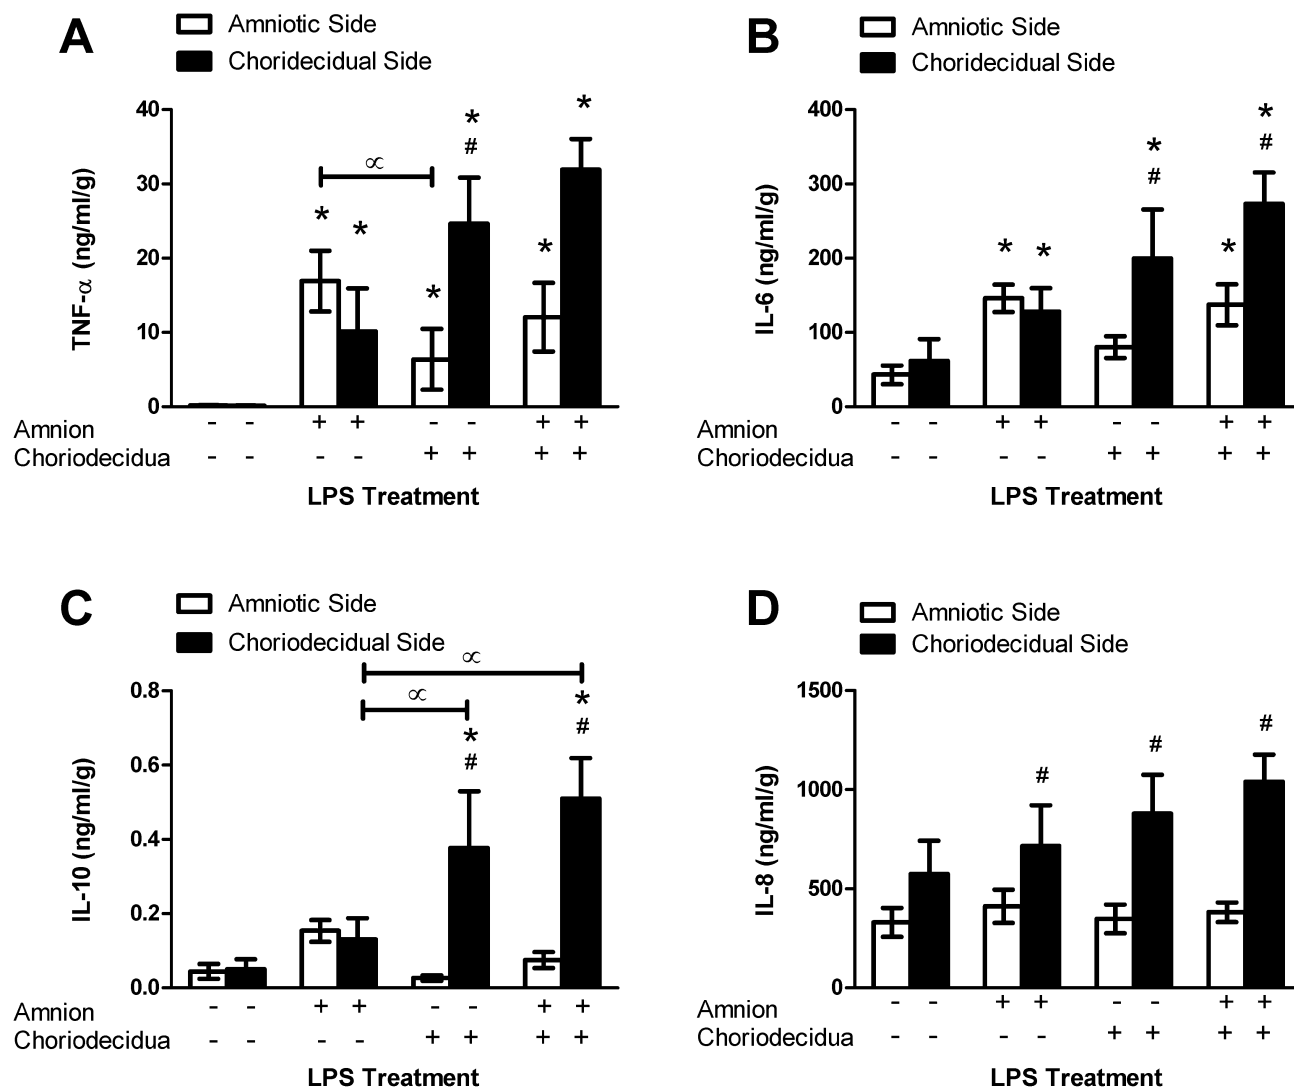 A
Amniotic Side
Choridecidual Side
TNF-α (ng/ml/g)
40
30
20
10
0
∝
* * * * # * *
Amnion - - + + - - + +
Choriodecidua - - - - + + + +
LPS Treatment
B
Amniotic Side
Choridecidual Side
IL-6 (ng/ml/g)
400
300
200
100
0
* * * # * * #
Amnion - - + + - - + +
Choriodecidua - - - - + + + +
LPS Treatment
C
Amniotic Side
Choriodecidual Side
IL-10 (ng/ml/g)
0.8
0.6
0.4
0.2
0.0
∝
∝
* # * #
Amnion - - + + - - + +
Choriodecidua - - - - + + + +
LPS Treatment
D
Amniotic Side
Choriodecidual Side
IL-8 (ng/ml/g)
1500
1000
500
0
# # #
Amnion - - + + - - + +
Choriodecidua - - - - + + + +
LPS Treatment